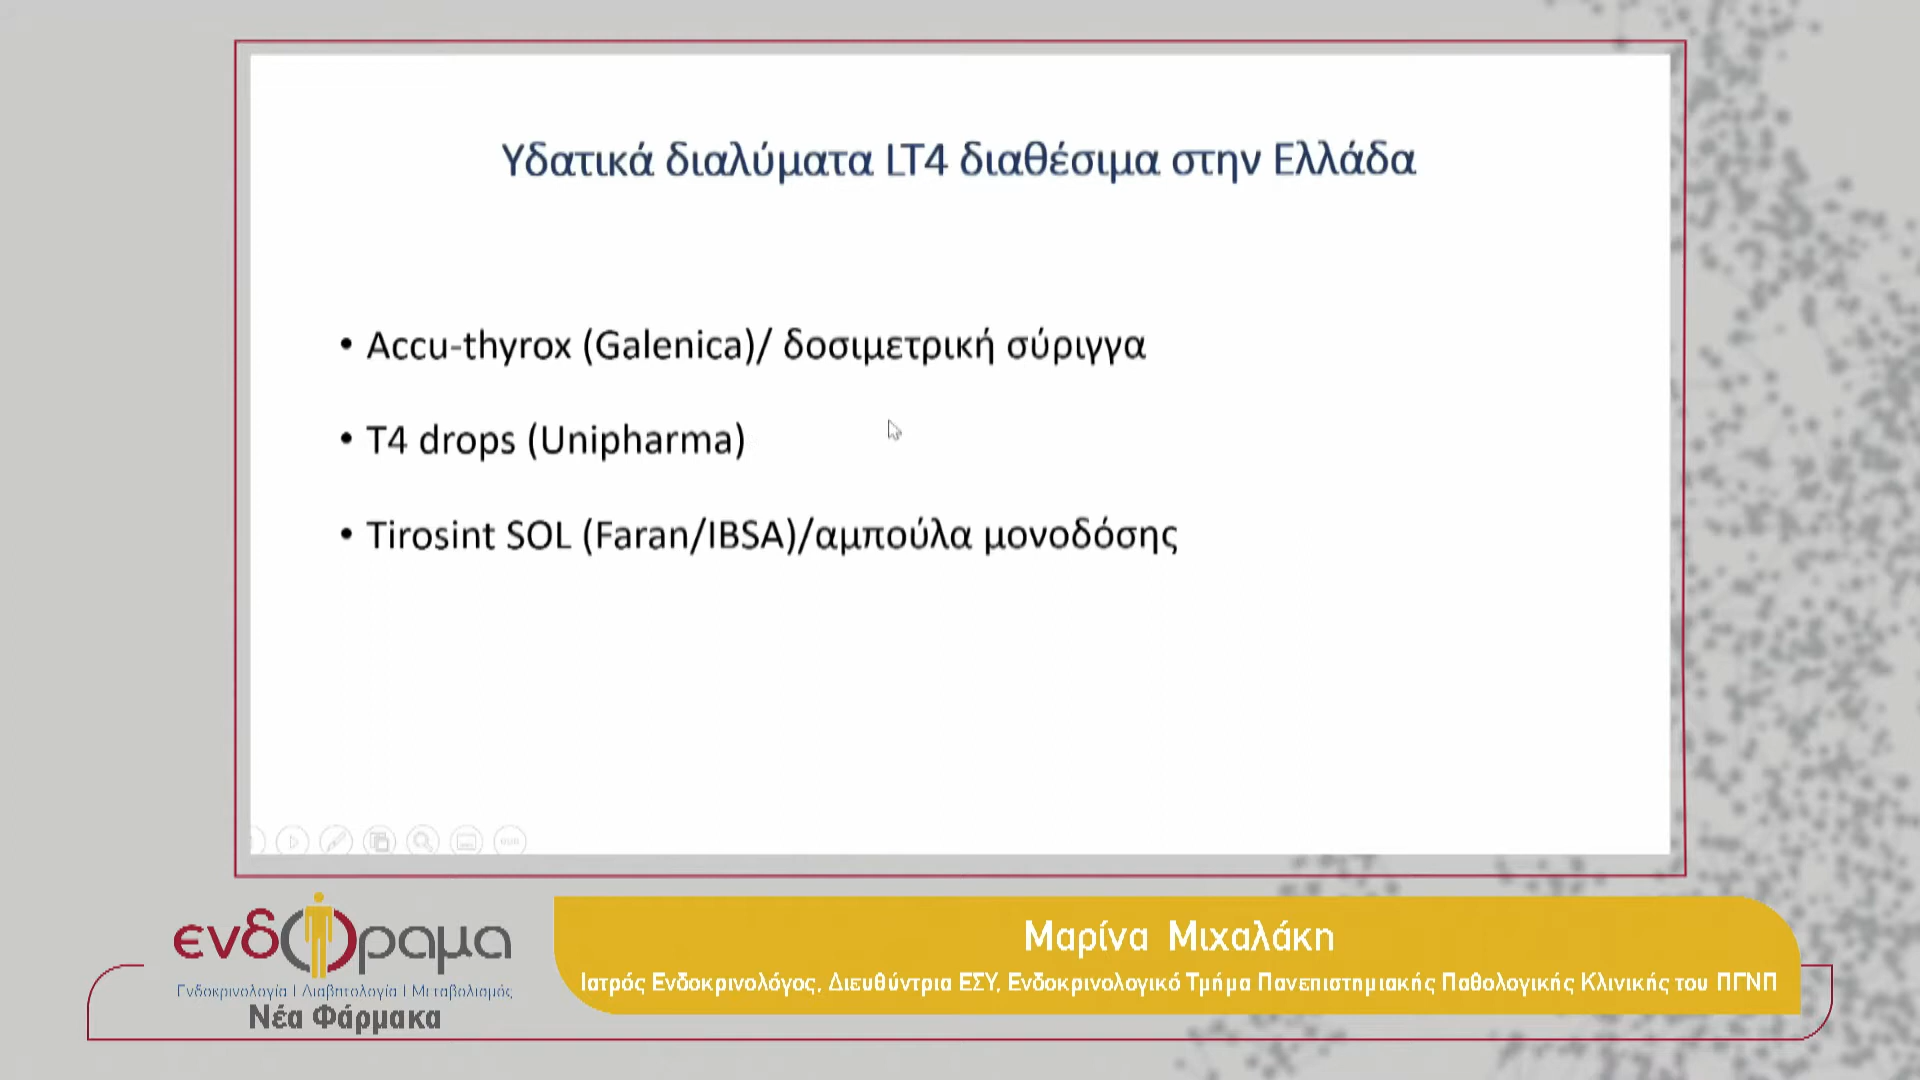 Υδατικά διαλύματα LT4 διαθέσιμα στην Ελλάδα
• Accu-thyrox (Galenica)/ δοσιμετρική σύριγγα
• T4 drops (Unipharma)
• Tirosint SOL (Faran/IBSA)/αμπούλα μονοδόσης
ενδόραμα
Ενδοκρινολογία | Διαβητολογία | Μεταβολισμός
Νέα Φάρμακα
Μαρίνα Μιχαλάκη
Ιατρός Ενδοκρινολόγος, Διευθύντρια ΕΣΥ, Ενδοκρινολογικό Τμήμα Πανεπιστημιακής Παθολογικής Κλινικής του ΠΓΝΠ